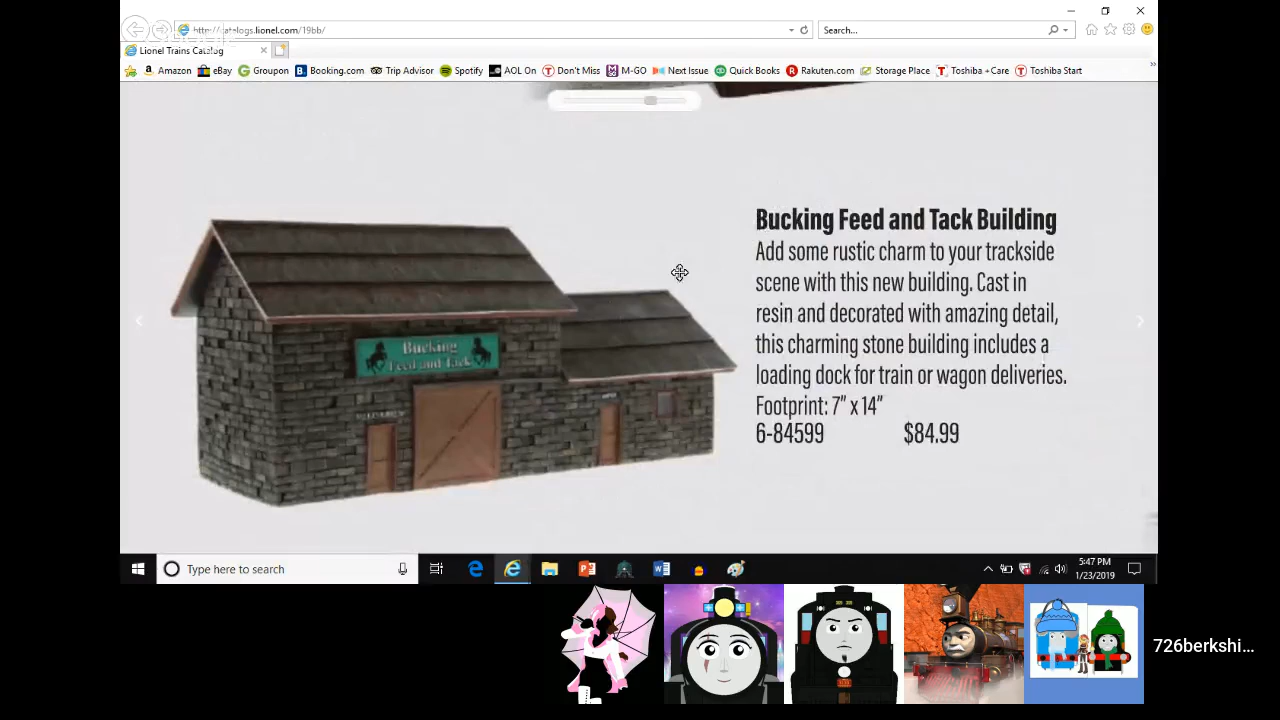 http://catalogs.lionel.com/19bb/
Search...
Lionel Trains Catalog
Amazon eBay Groupon Booking.com Trip Advisor Spotify AOL On Don't Miss M-GO Next Issue Quick Books Rakuten.com Storage Place Toshiba +Care Toshiba Start
Bucking Feed and Tack Building
Add some rustic charm to your trackside
scene with this new building. Cast in
resin and decorated with amazing detail,
this charming stone building includes a
loading dock for train or wagon deliveries.
Footprint: 7" x 14"
6-84599 $84.99
Bucking
Feed and Tack
Type here to search
5:47 PM
1/23/2019
726berkshi...